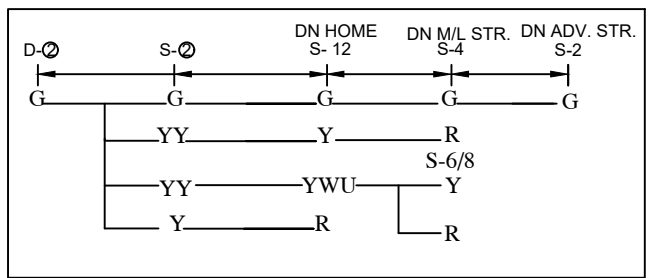 DN HOME DN M/L STR. DN ADV. STR.
D-② S-② S- 12 S-4 S-2
G G G G G
YY Y R
S-6/8
YY YWU Y
Y R R